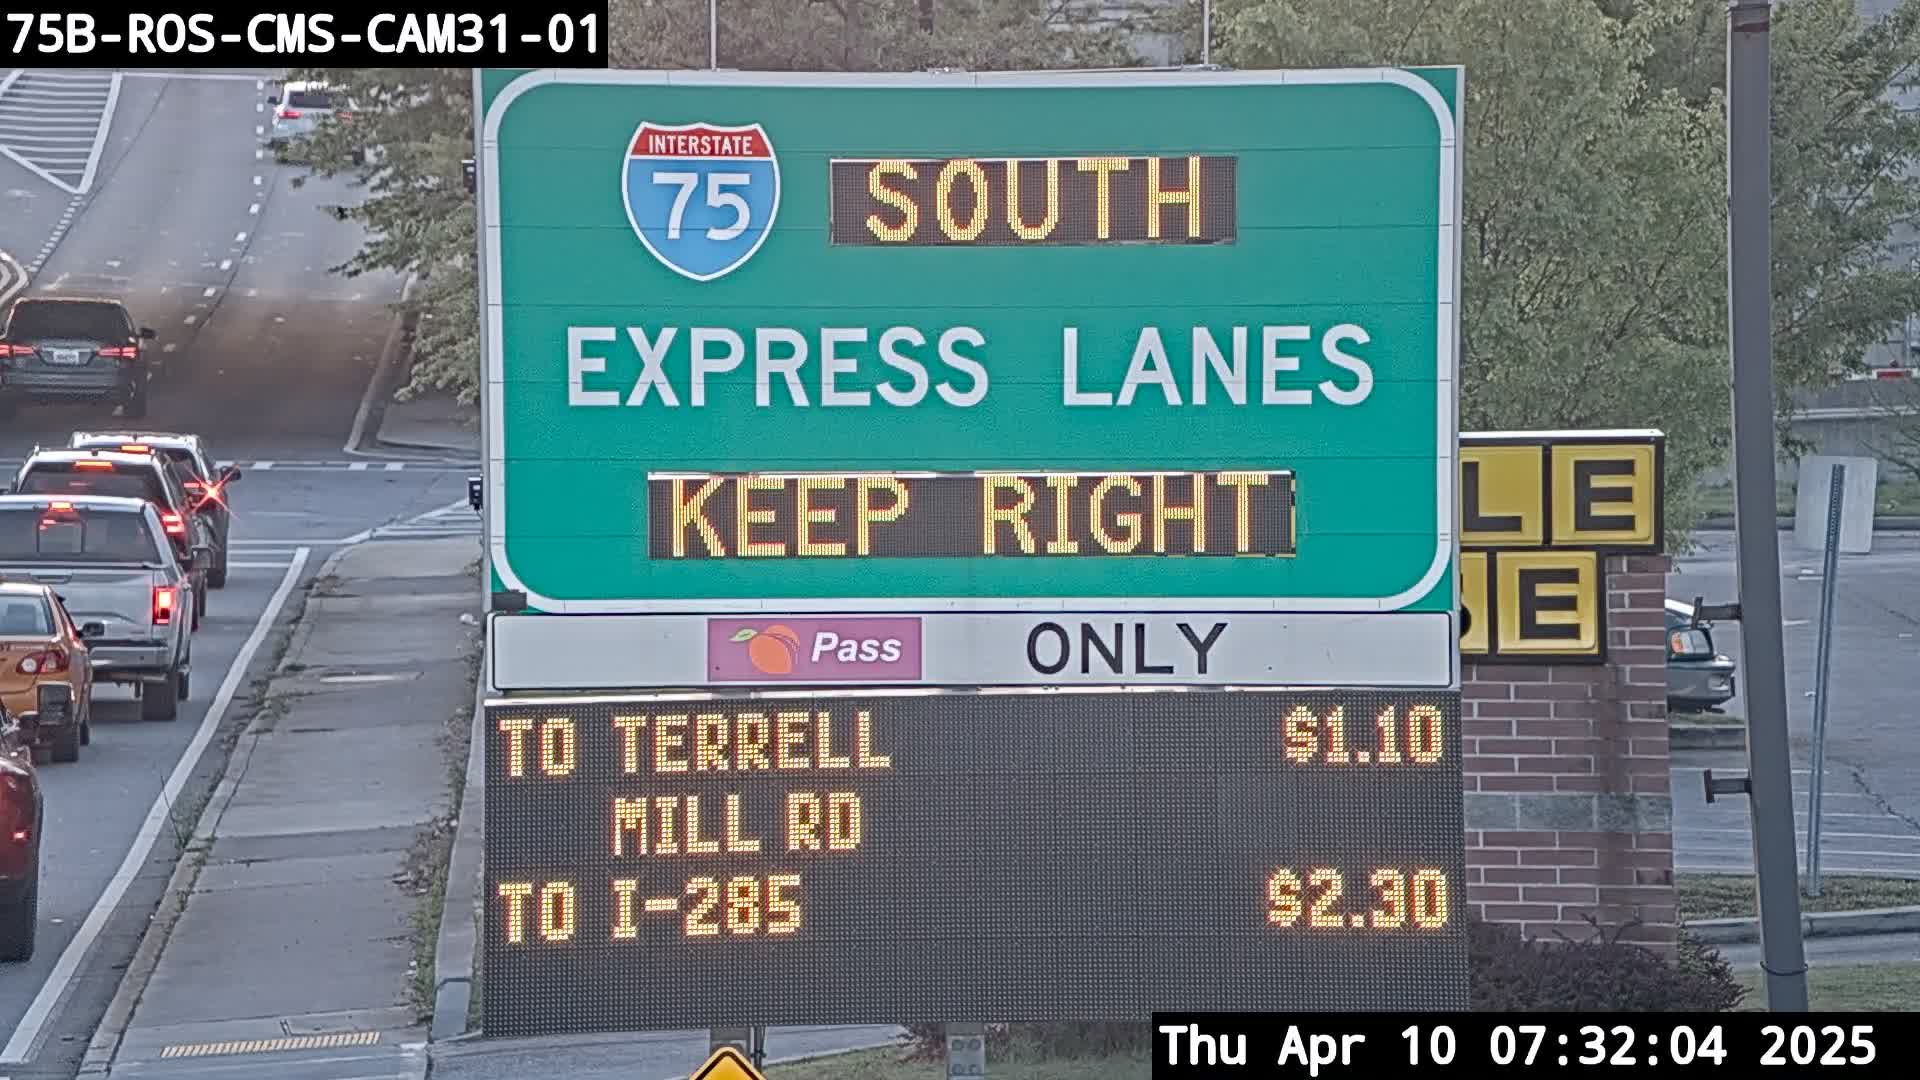 75B-ROS-CMS-CAM31-01
INTERSTATE
75
SOUTH
EXPRESS LANES
KEEP RIGHT
Pass ONLY
TO TERRELL $1.10
MILL RD
TO I-285 $2.30
LE
E
Thu Apr 10 07:32:04 2025